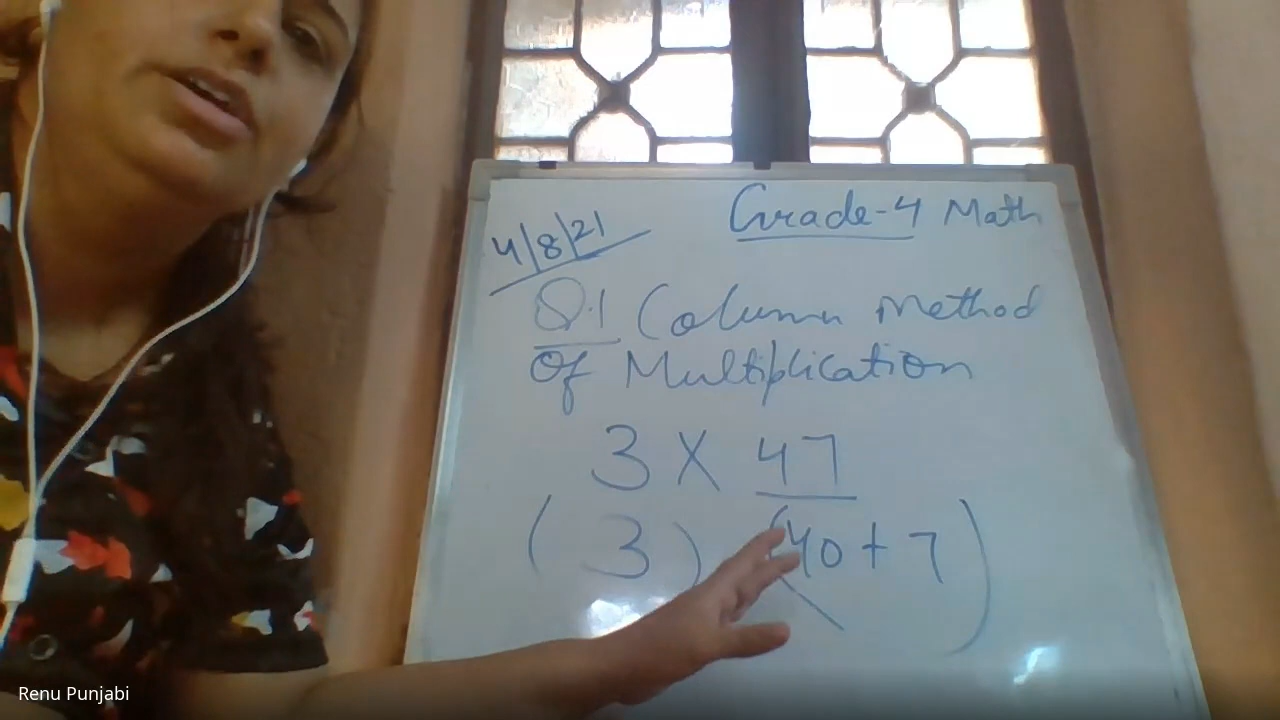 4/8/21
Grade-4 Math
Q.1 Column Method
Of Multiplication
3 X 47
( 3 ) (40+7)
Renu Punjabi